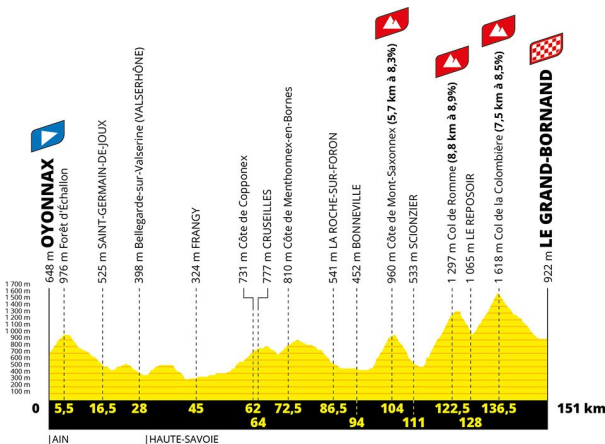 648 m OYONNAX
976 m Forêt d'Échallon
525 m SAINT-GERMAIN-DE-JOUX
398 m Bellegarde-sur-Valserine (VALSERHÔNE)
324 m FRANGY
731 m Côte de Copponex
777 m CRUSEILLES
810 m Côte de Menthonnex-en-Bornes
541 m LA ROCHE-SUR-FORON
452 m BONNEVILLE
960 m Côte de Mont-Saxonnex (5,7 km à 8,3%)
533 m SCIONZIER
1 297 m Col de Romme (8,8 km à 8,9%)
1 065 m LE REPOSOIR
1 618 m Col de la Colombière (7,5 km à 8,5%)
922 m LE GRAND-BORNAND
1 700 m
1 600 m
1 500 m
1 400 m
1 300 m
1 200 m
1 100 m
1 000 m
900 m
800 m
700 m
600 m
500 m
400 m
300 m
200 m
100 m
0 5,5 16,5 28 45 62 72,5 86,5 104 122,5 136,5 151 km
64 94 111 128
|AIN |HAUTE-SAVOIE